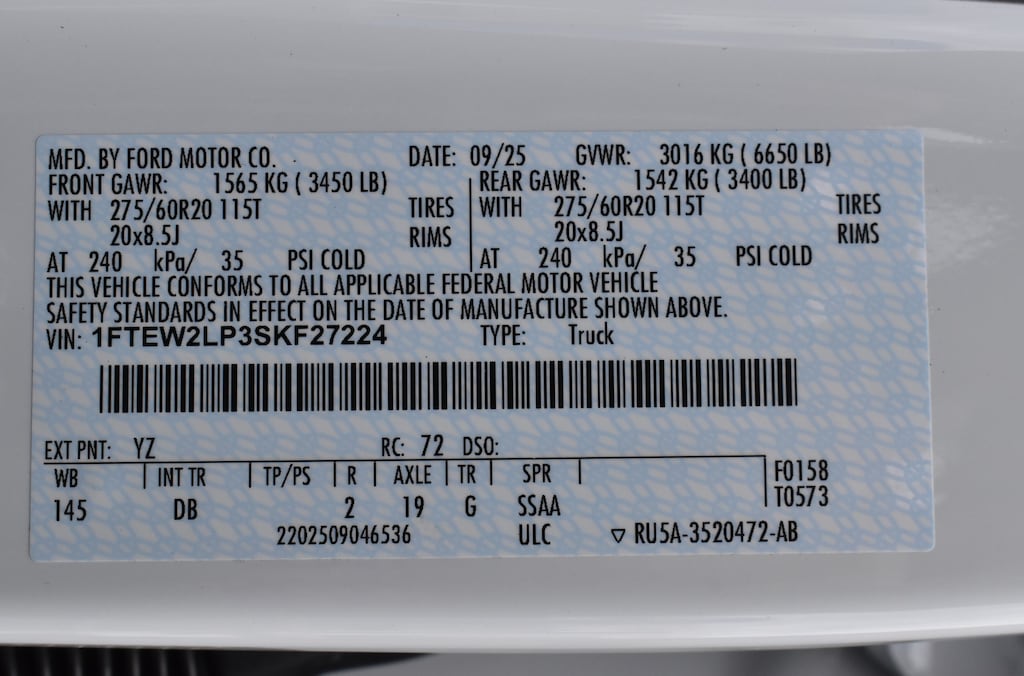 MFD. BY FORD MOTOR CO. DATE: 09/25 GVWR: 3016 KG ( 6650 LB)
FRONT GAWR: 1565 KG ( 3450 LB) REAR GAWR: 1542 KG ( 3400 LB)
WITH 275/60R20 115T TIRES WITH 275/60R20 115T TIRES
20x8.5J RIMS 20x8.5J RIMS
AT 240 kPa/ 35 PSI COLD AT 240 kPa/ 35 PSI COLD
THIS VEHICLE CONFORMS TO ALL APPLICABLE FEDERAL MOTOR VEHICLE
SAFETY STANDARDS IN EFFECT ON THE DATE OF MANUFACTURE SHOWN ABOVE.
VIN: 1FTEW2LP3SKF27224 TYPE: Truck
EXT PNT: YZ RC: 72 DSO:
WB INT TR TP/PS R AXLE TR SPR F0158
145 DB 2 19 G SSAA T0573
2202509046536 ULC ▽ RU5A-3520472-AB